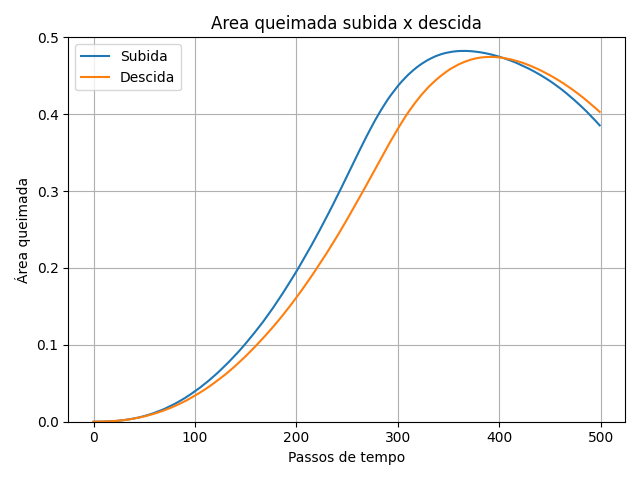 Area queimada subida x descida
Subida
Descida
Área queimada
0.5
0.4
0.3
0.2
0.1
0.0
0 100 200 300 400 500
Passos de tempo